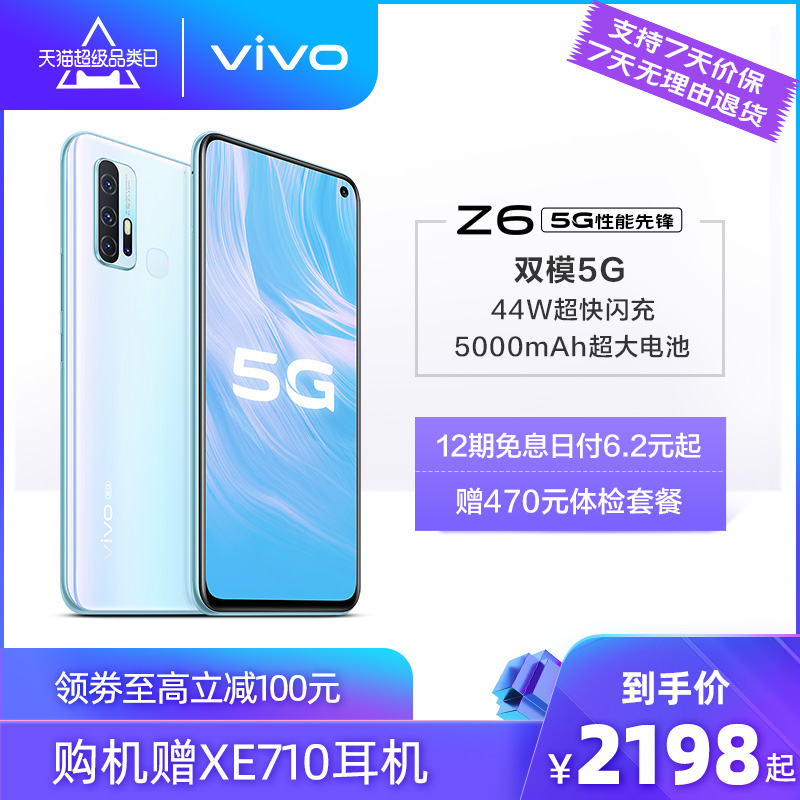 天猫超级品类日
vivo
支持7天价保
7天无理由退货
Z6 5G性能先锋
双模5G
44W超快闪充
5000mAh超大电池
12期免息日付6.2元起
赠470元体检套餐
5G
vivo
领券至高立减100元
购机赠XE710耳机
到手价
¥2198起